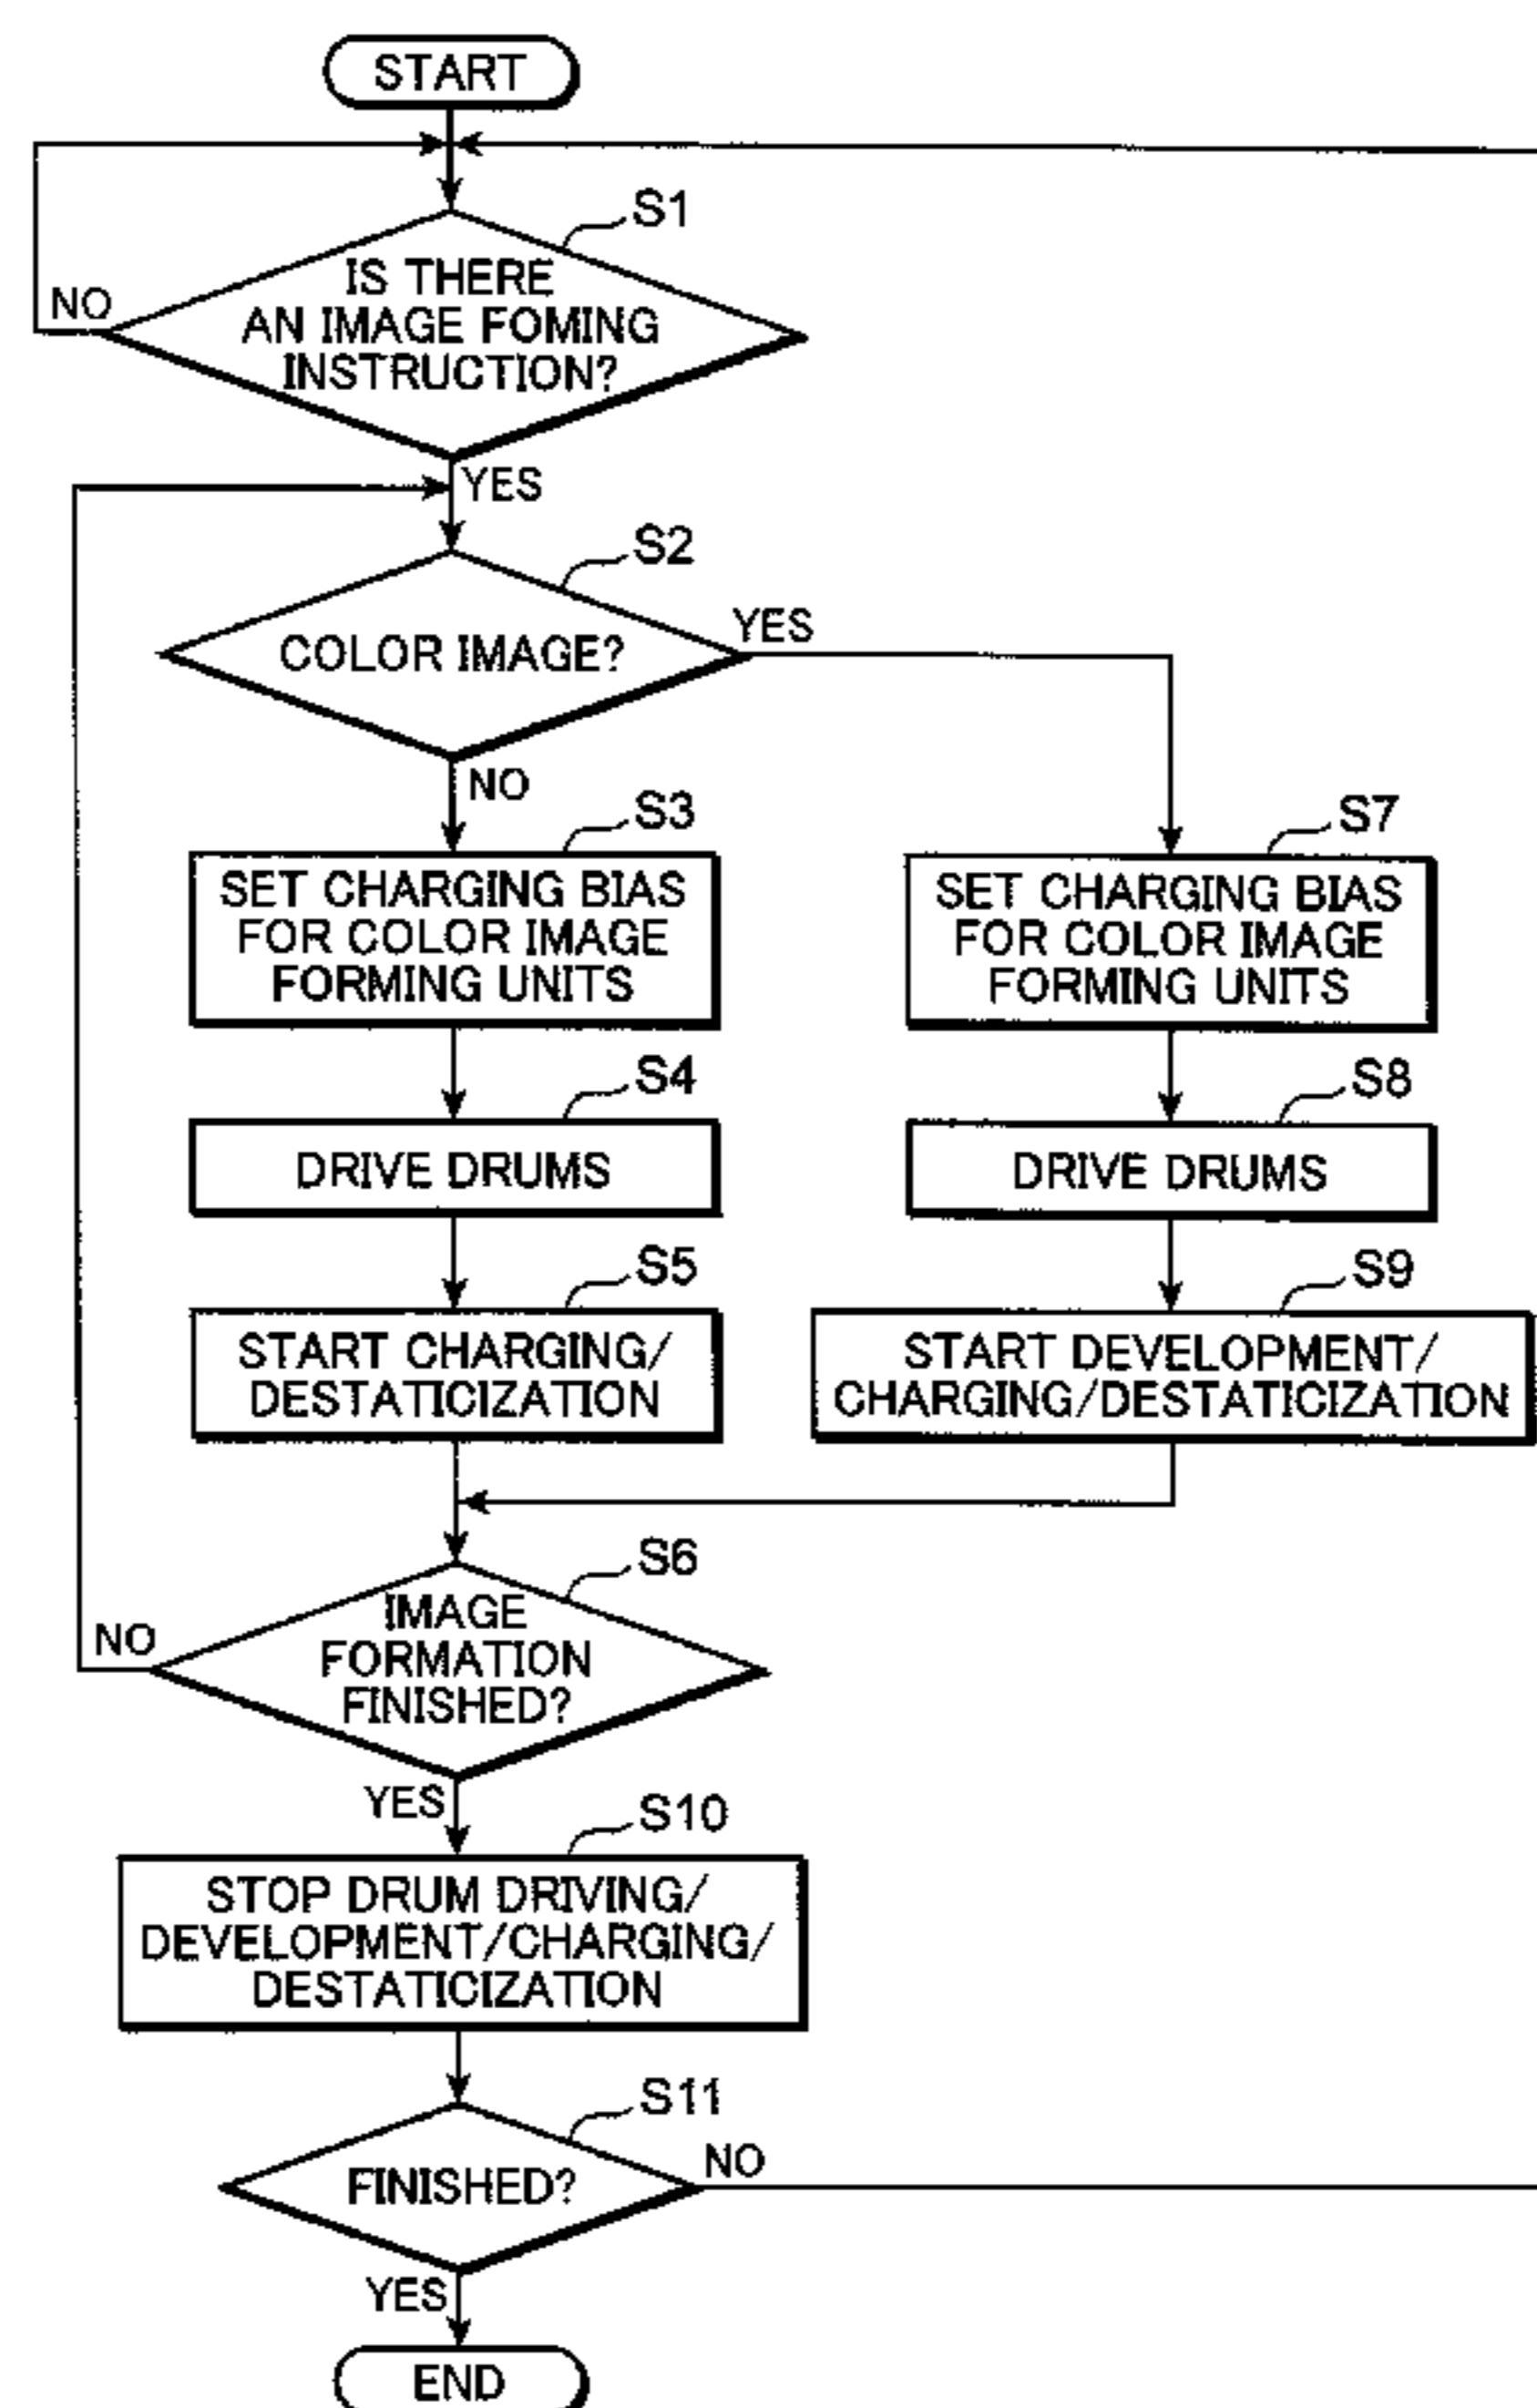 START
S1
IS THERE
AN IMAGE FOMING
INSTRUCTION?
NO
YES
S2
COLOR IMAGE?
YES
NO
S3
SET CHARGING BIAS
FOR COLOR IMAGE
FORMING UNITS
S7
SET CHARGING BIAS
FOR COLOR IMAGE
FORMING UNITS
S4
DRIVE DRUMS
S8
DRIVE DRUMS
S5
START CHARGING/
DESTATICIZATION
S9
START DEVELOPMENT/
CHARGING/DESTATICIZATION
S6
IMAGE
FORMATION
FINISHED?
NO
YES
S10
STOP DRUM DRIVING/
DEVELOPMENT/CHARGING/
DESTATICIZATION
S11
FINISHED?
NO
YES
END